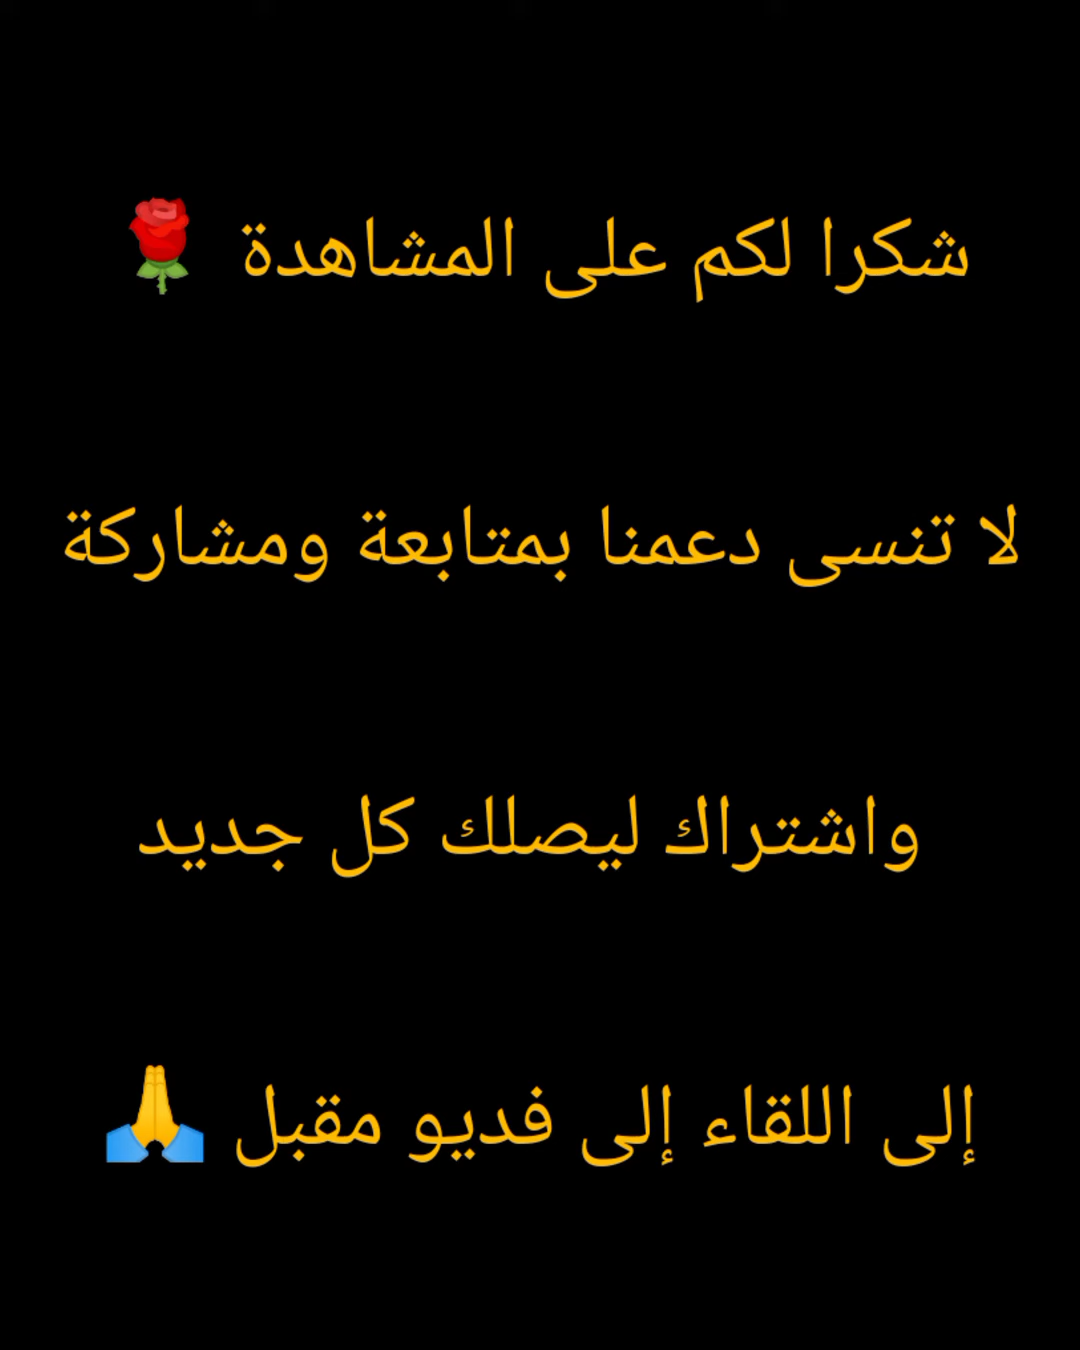 شكرا لكم على المشاهدة 🌹
لا تنسى دعمنا بمتابعة ومشاركة
واشتراك ليصلك كل جديد
إلى اللقاء إلى فديو مقبل 🙏